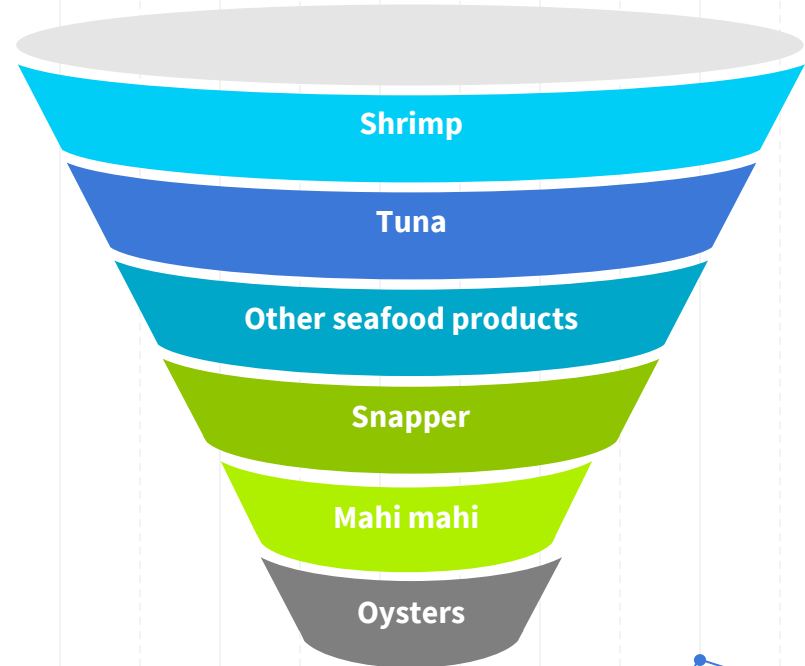 Shrimp
Tuna
Other seafood products
Snapper
Mahi mahi
Oysters